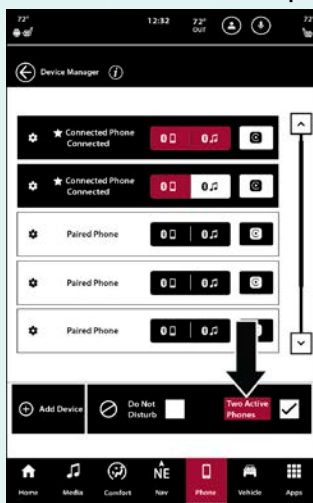 72° 12:32 72° 72°
OUT
Device Manager
Connected Phone
Connected
Connected Phone
Connected
Paired Phone
Paired Phone
Paired Phone
Add Device Do Not Disturb Two Active Phones
NE
Home Media Comfort Nav Phone Vehicle Apps